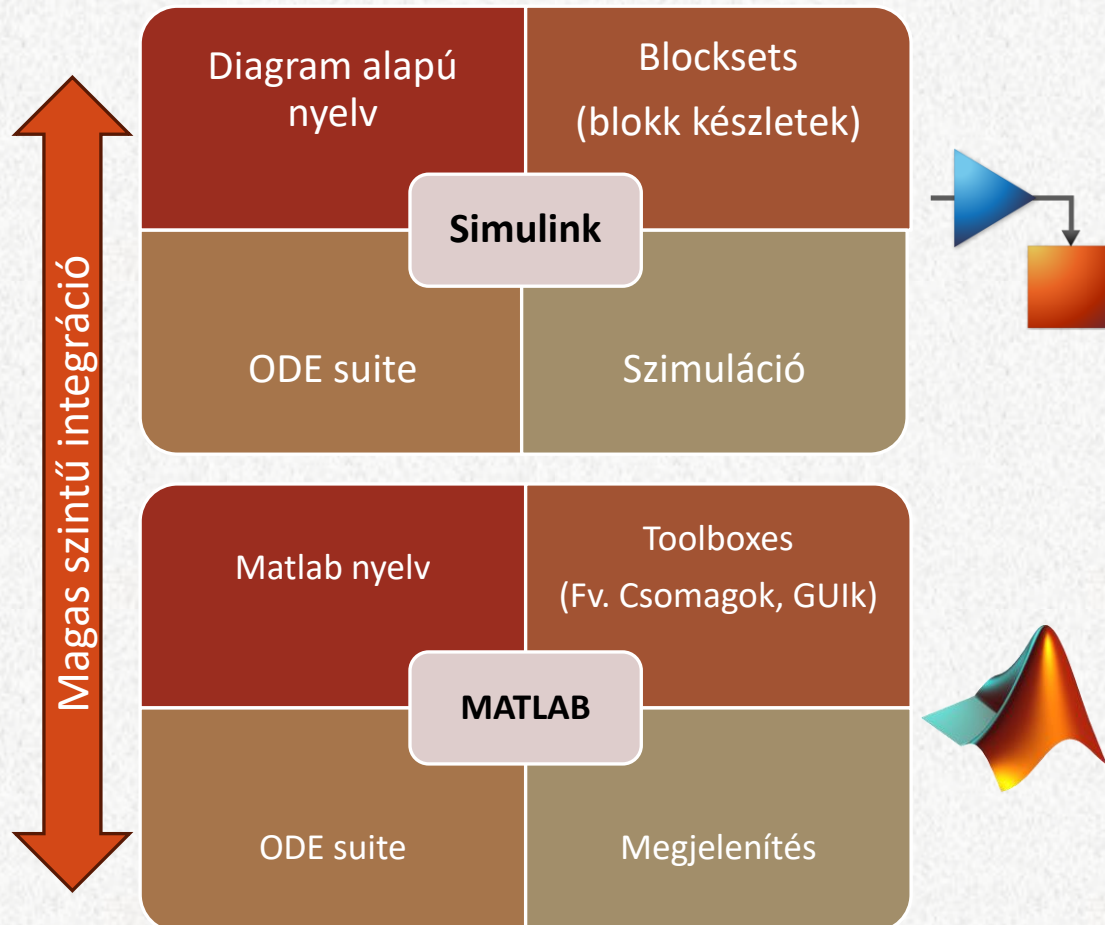 Magas szintű integráció
Diagram alapú
nyelv
Blocksets
(blokk készletek)
Simulink
ODE suite
Szimuláció
Matlab nyelv
Toolboxes
(Fv. Csomagok, GUIk)
MATLAB
ODE suite
Megjelenítés